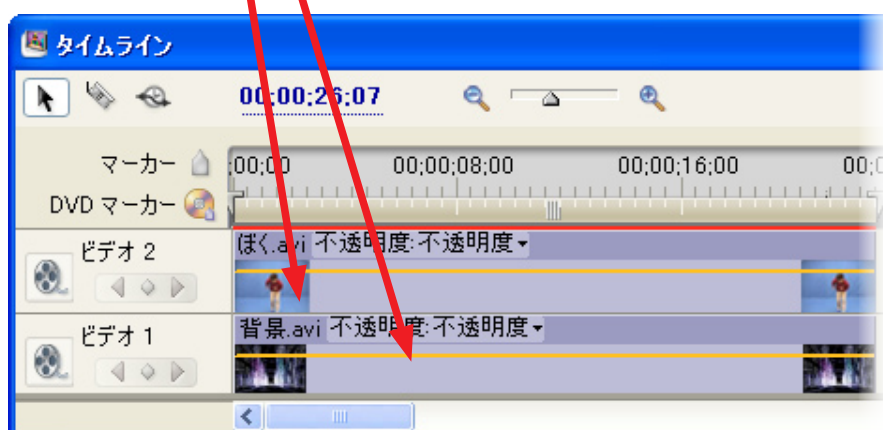 タイムライン
00;00;26;07
マーカー ;00;00 00;00;08;00 00;00;16;00 00;
DVD マーカー
ぼく.avi 不透明度:不透明度
ビデオ 2
背景.avi 不透明度:不透明度
ビデオ 1